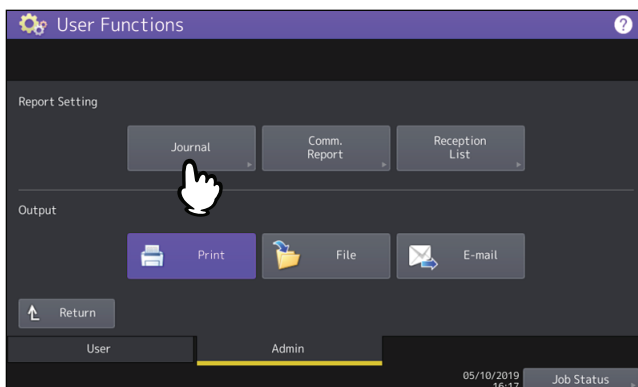 User Functions
?
Report Setting
Journal
Comm.
Report
Reception
List
Output
Print
File
E-mail
Return
User
Admin
05/10/2019
16:17
Job Status